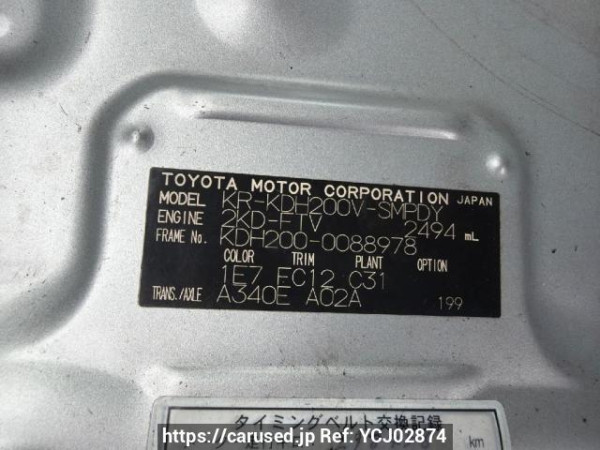 TOYOTA MOTOR CORPORATION JAPAN
MODEL KR-KDH200V-SMPDY
ENGINE 2KD-FTV 2494 mL
FRAME No. KDH200-0088978
COLOR TRIM PLANT OPTION
1E7 FC12 C31
TRANS./AXLE A340E A02A 199
タイミングベルト交換記録
km
https://carused.jp Ref: YCJ02874